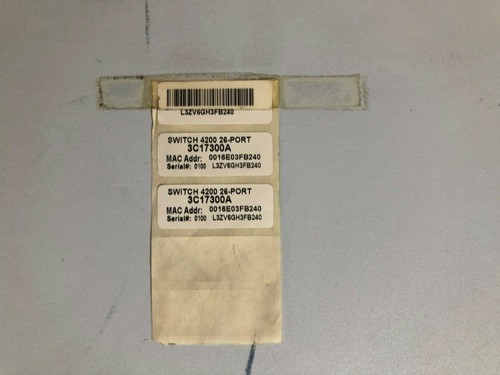 L3ZV6GH3FB240
SWITCH 4200 26-PORT
3C17300A
MAC Addr: 0016E03FB240
Serial#: 0100 L3ZV6GH3FB240
SWITCH 4200 26-PORT
3C17300A
MAC Addr: 0016E03FB240
Serial#: 0100 L3ZV6GH3FB240